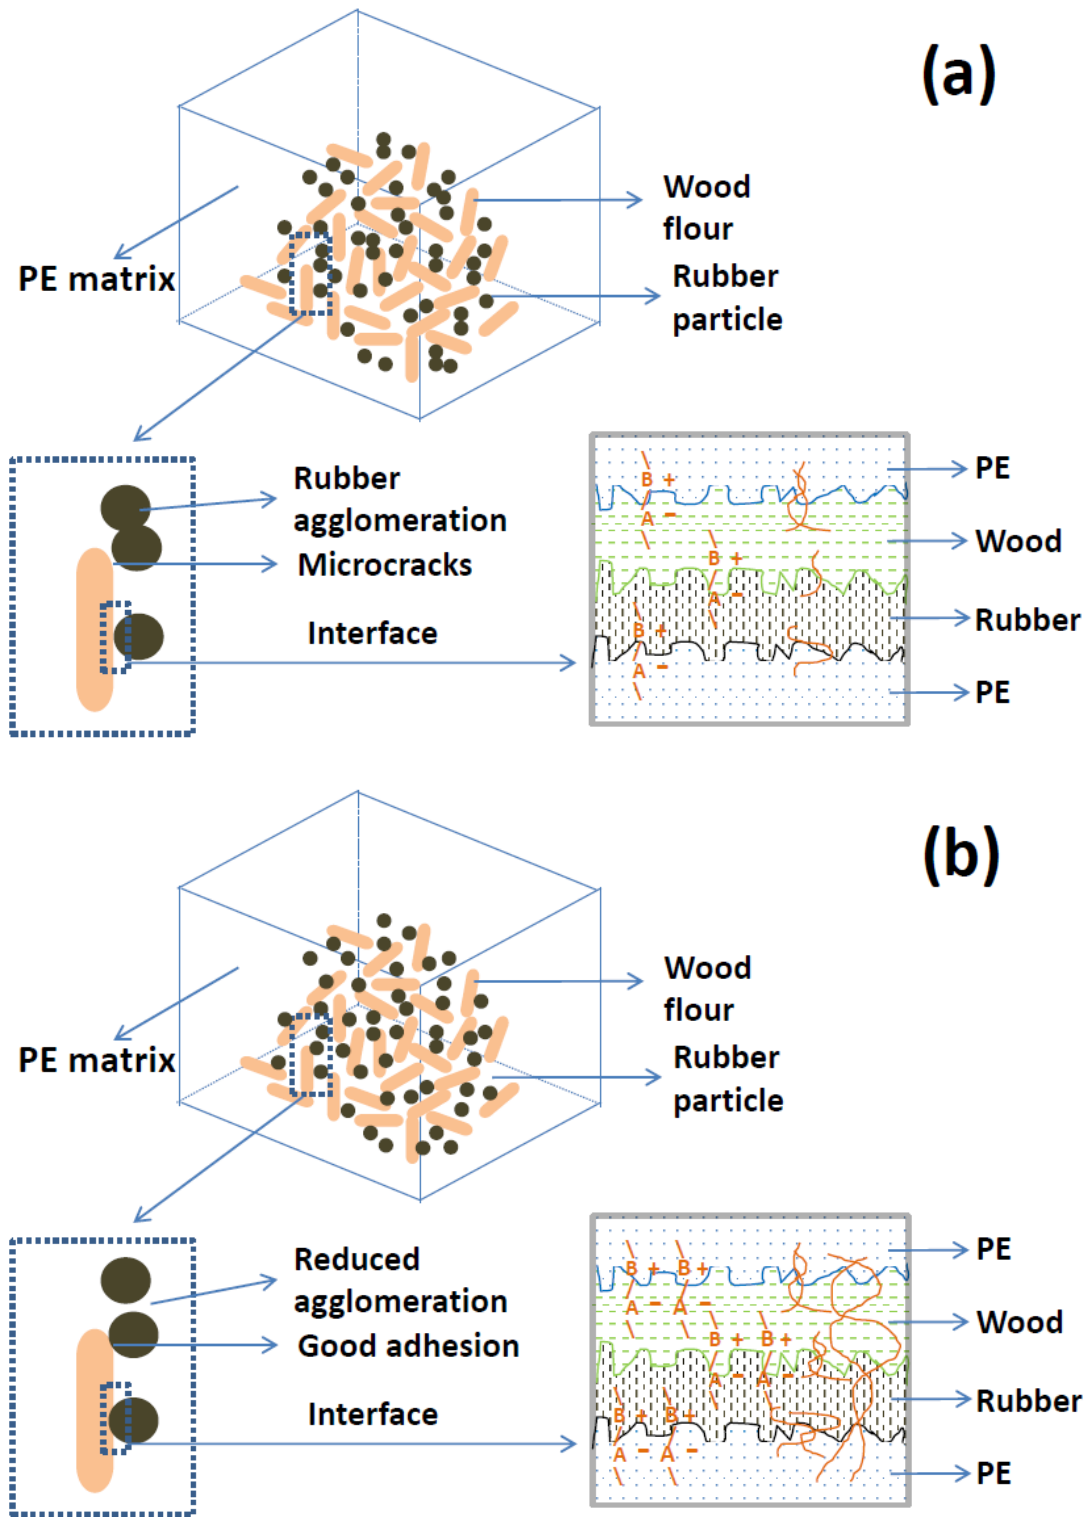 (a)
Wood
flour
PE matrix
Rubber
particle
Rubber
agglomeration
Microcracks
Interface
B +
A -
B +
A -
B +
A -
PE
Wood
Rubber
PE
(b)
Wood
flour
PE matrix
Rubber
particle
Reduced
agglomeration
Good adhesion
Interface
B + B +
A - A -
B + B +
A - A -
B + B +
A - A -
PE
Wood
Rubber
PE